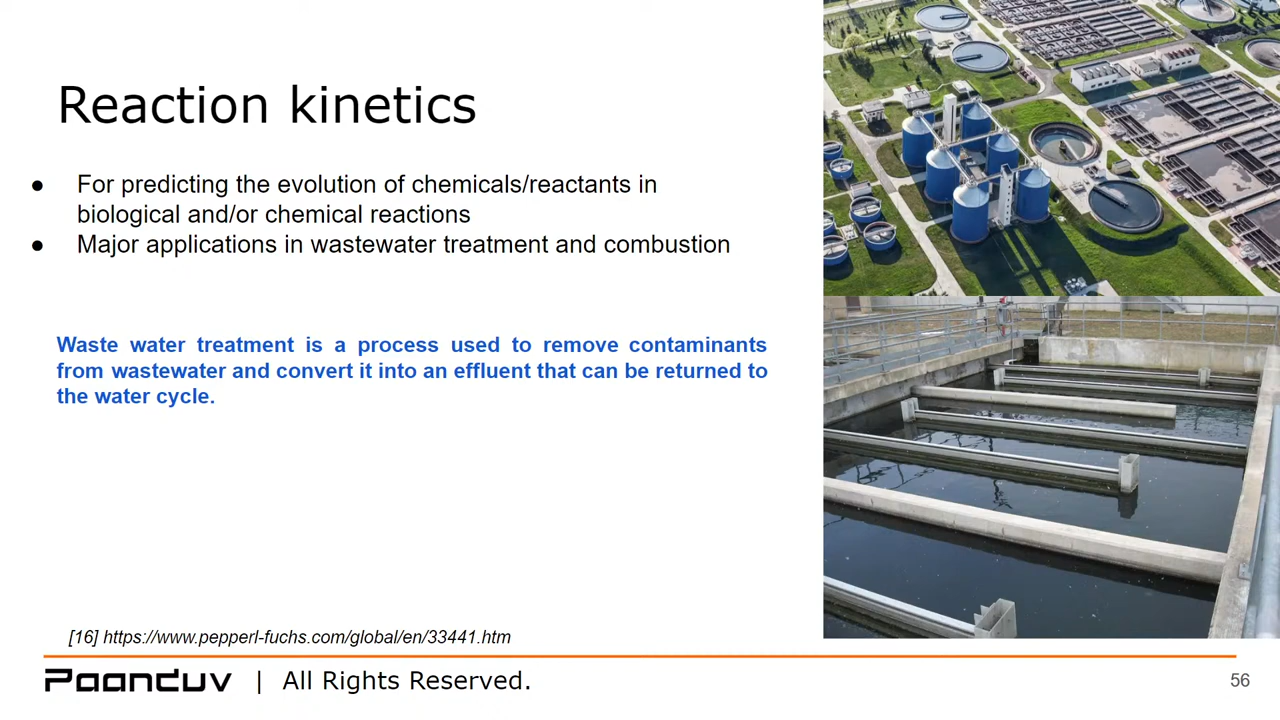 Reaction kinetics
● For predicting the evolution of chemicals/reactants in
biological and/or chemical reactions
● Major applications in wastewater treatment and combustion
Waste water treatment is a process used to remove contaminants
from wastewater and convert it into an effluent that can be returned to
the water cycle.
[16] https://www.pepperl-fuchs.com/global/en/33441.htm
Paanduv | All Rights Reserved.
56